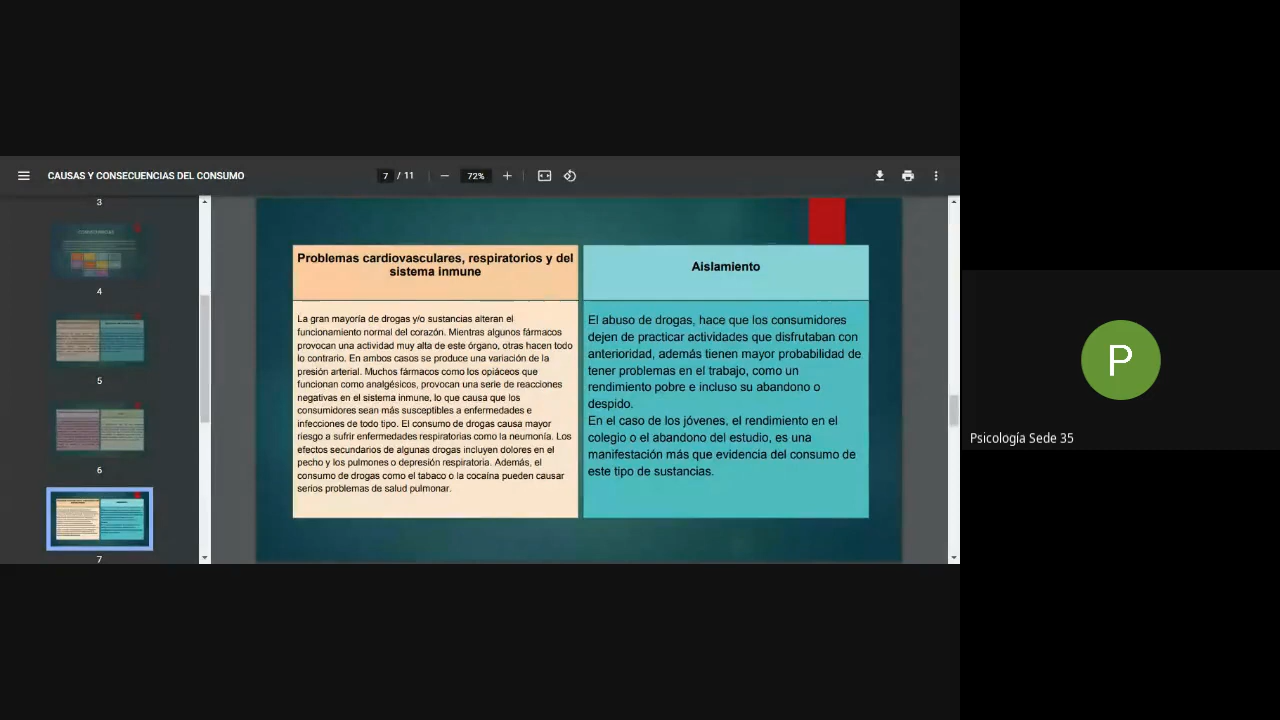 CAUSAS Y CONSECUENCIAS DEL CONSUMO
7 / 11
72%
3
4
5
6
7
Problemas cardiovasculares, respiratorios y del
sistema inmune
La gran mayoría de drogas y/o sustancias alteran el
funcionamiento normal del corazón. Mientras algunos fármacos
provocan una actividad muy alta de este órgano, otras hacen todo
lo contrario. En ambos casos se produce una variación de la
presión arterial. Muchos fármacos como los opiáceos que
funcionan como analgésicos, provocan una serie de reacciones
negativas en el sistema inmune, lo que causa que los
consumidores sean más susceptibles a enfermedades e
infecciones de todo tipo. El consumo de drogas causa mayor
riesgo a sufrir enfermedades respiratorias como la neumonía. Los
efectos secundarios de algunas drogas incluyen dolores en el
pecho y los pulmones o depresión respiratoria. Además, el
consumo de drogas como el tabaco o la cocaína pueden causar
serios problemas de salud pulmonar.
Aislamiento
El abuso de drogas, hace que los consumidores
dejen de practicar actividades que disfrutaban con
anterioridad, además tienen mayor probabilidad de
tener problemas en el trabajo, como un
rendimiento pobre e incluso su abandono o
despido.
En el caso de los jóvenes, el rendimiento en el
colegio o el abandono del estudio, es una
manifestación más que evidencia del consumo de
este tipo de sustancias.
P
Psicología Sede 35